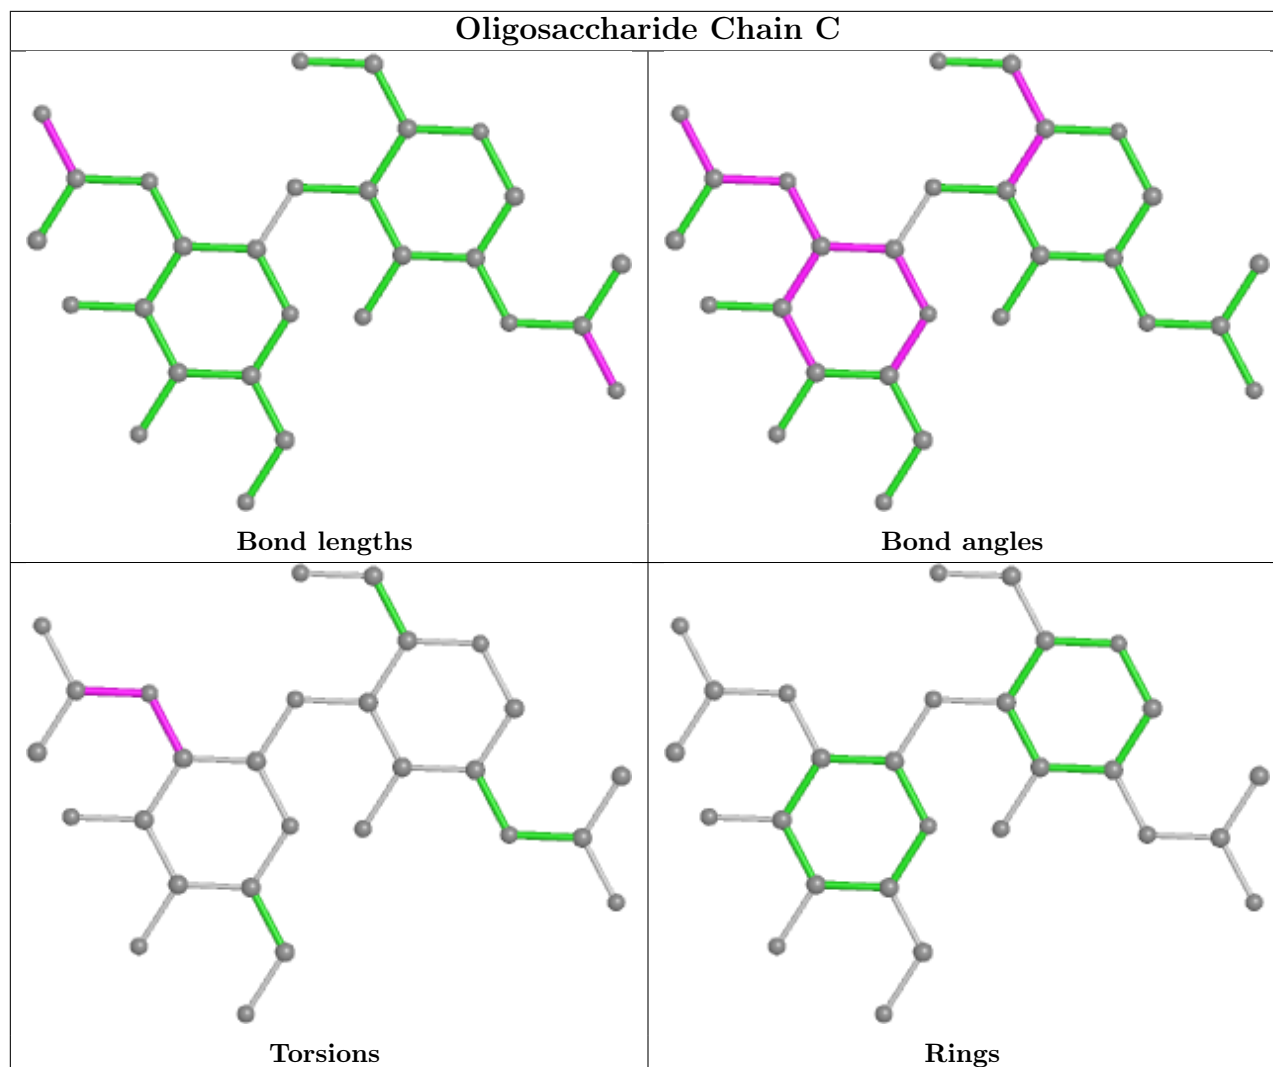 Oligosaccharide Chain C
Bond lengths
Bond angles
Torsions
Rings